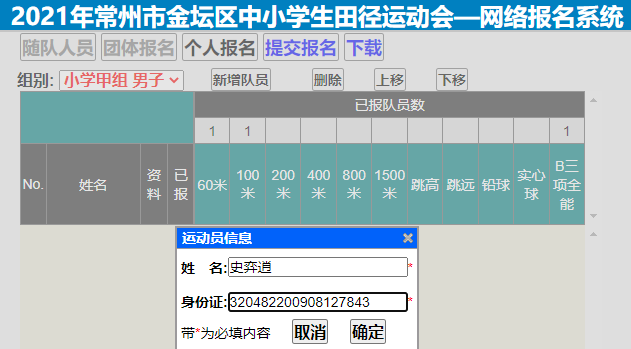 2021年常州市金坛区中小学生田径运动会—网络报名系统
随队人员 团体报名 个人报名 提交报名 下载
组别: 小学甲组 男子 新增队员 删除 上移 下移
已报队员数
1 1 1
No. 姓名 资料 已报 60米 100米 200米 400米 800米 1500米 跳高 跳远 铅球 实心球 B三项全能
运动员信息
姓 名: 史弈逍 *
身份证: 320482200908127843 *
带*为必填内容 取消 确定